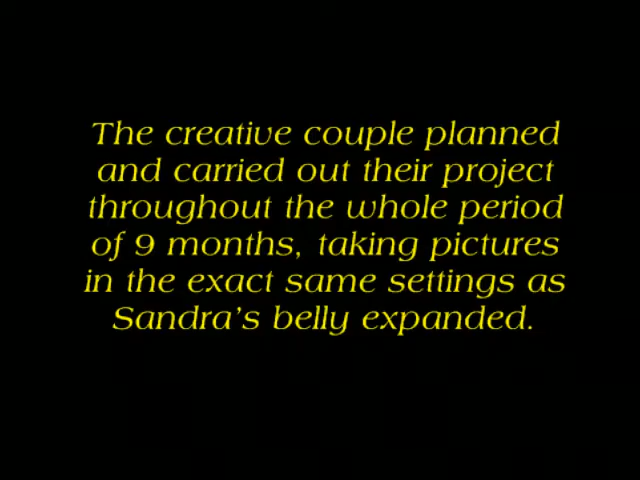 The creative couple planned
and carried out their project
throughout the whole period
of 9 months, taking pictures
in the exact same settings as
Sandra's belly expanded.